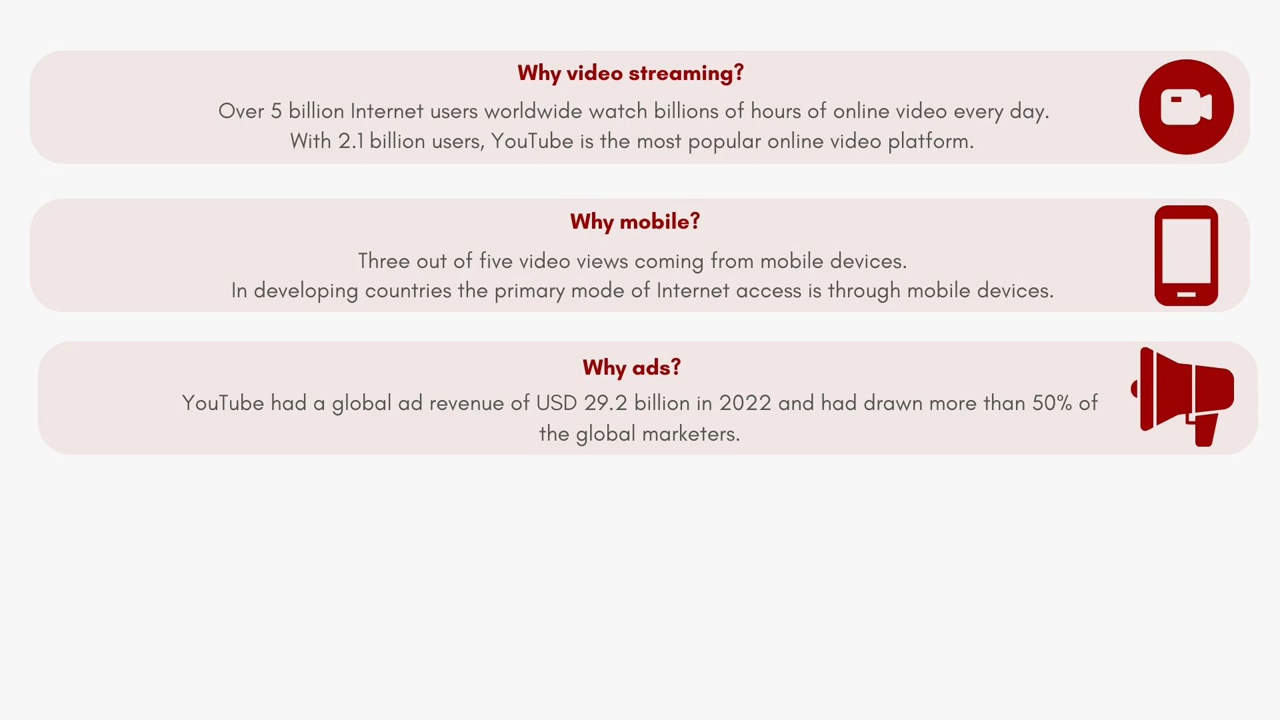 Why video streaming?
Over 5 billion Internet users worldwide watch billions of hours of online video every day.
With 2.1 billion users, YouTube is the most popular online video platform.
Why mobile?
Three out of five video views coming from mobile devices.
In developing countries the primary mode of Internet access is through mobile devices.
Why ads?
YouTube had a global ad revenue of USD 29.2 billion in 2022 and had drawn more than 50% of
the global marketers.